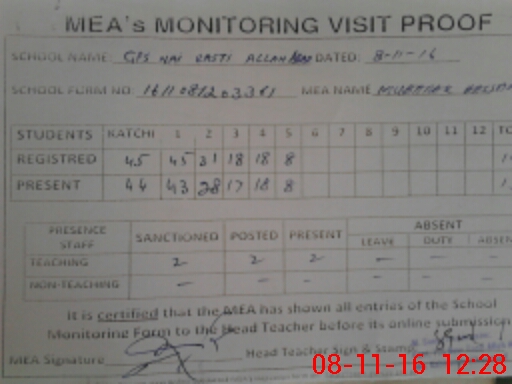 MEA's MONITORING VISIT PROOF
SCHOOL NAME: GPS NAI BASTI DATED: 8-11-16
SCHOOL FORM NO: MEA NAME
STUDENTS KATCHI 1 2 3 4 5 6 7 8 9 10 11 12
REGISTRED 45 45 31 18 18 8
PRESENT 44 43 28 17 18 8
PRESENCE STAFF SANCTIONED POSTED PRESENT ABSENT
LEAVE DUTY ABSEN
TEACHING 2 2 2 - - -
NON-TEACHING - - - - - -
It is certified that the MEA has shown all entries of the School
Monitoring Form to the Head Teacher before its online submission
MEA Signature Head Teacher Sign & Stamp
08-11-16 12:28